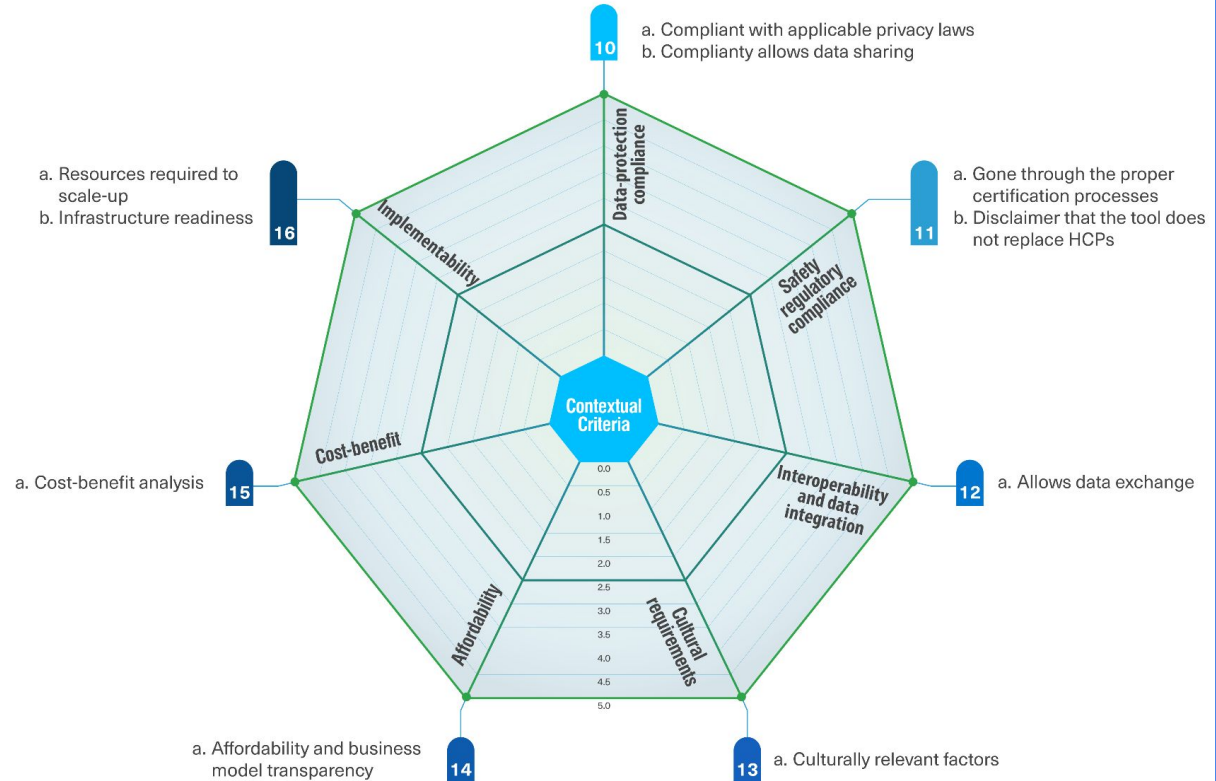 10
a. Compliant with applicable privacy laws
b. Complianty allows data sharing
Data-protection
compliance
a. Resources required to
scale-up
b. Infrastructure readiness
16
Implementability
11
a. Gone through the proper
certification processes
b. Disclaimer that the tool does
not replace HCPs
Safety
regulatory
compliance
Contextual
Criteria
Cost-benefit
a. Cost-benefit analysis
15
Interoperability
and data
integration
12
a. Allows data exchange
0.0
0.5
1.0
1.5
2.0
2.5
3.0
3.5
4.0
4.5
5.0
Affordability
Cultural
requirements
a. Affordability and business
model transparency
14
13
a. Culturally relevant factors